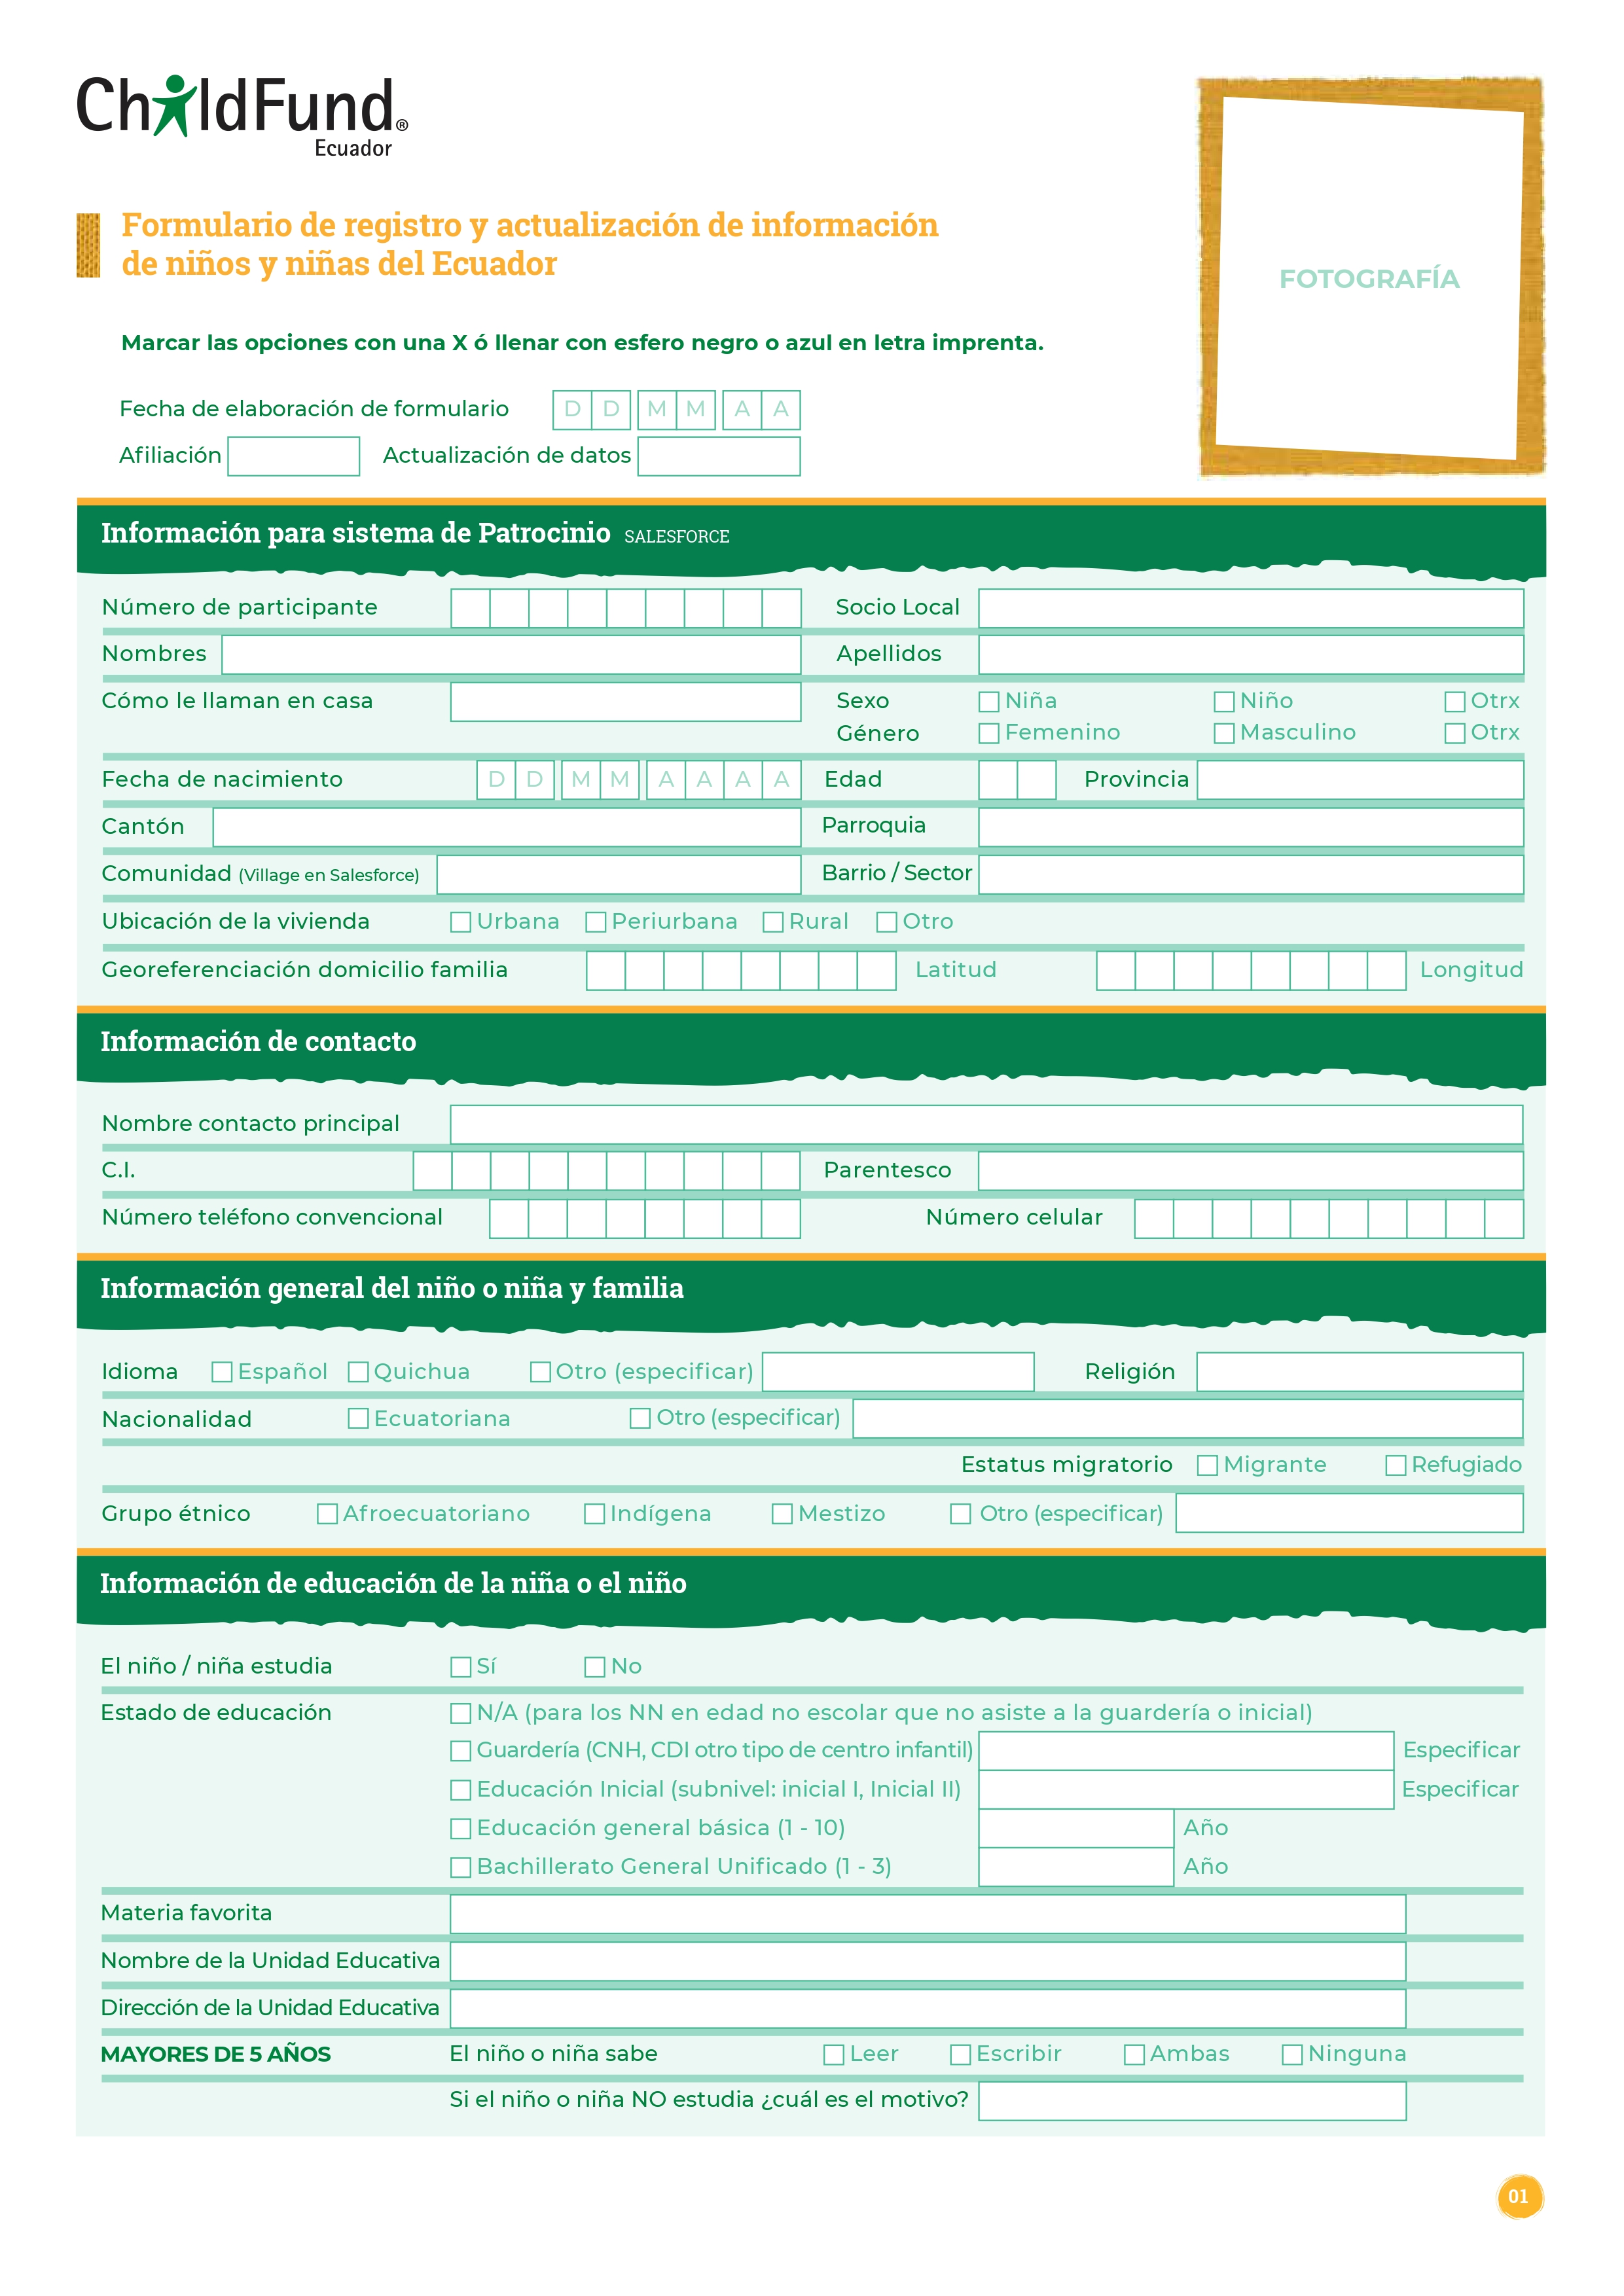 ChildFund®
Ecuador
Formulario de registro y actualización de información
de niños y niñas del Ecuador
FOTOGRAFÍA
Marcar las opciones con una X ó llenar con esfero negro o azul en letra imprenta.
Fecha de elaboración de formulario D D M M A A
Afiliación Actualización de datos
Información para sistema de Patrocinio SALESFORCE
Número de participante Socio Local
Nombres Apellidos
Cómo le llaman en casa Sexo Niña Niño Otrx
Género Femenino Masculino Otrx
Fecha de nacimiento D D M M A A A A Edad Provincia
Cantón Parroquia
Comunidad (Village en Salesforce) Barrio / Sector
Ubicación de la vivienda Urbana Periurbana Rural Otro
Georeferenciación domicilio familia Latitud Longitud
Información de contacto
Nombre contacto principal
C.I. Parentesco
Número teléfono convencional Número celular
Información general del niño o niña y familia
Idioma Español Quichua Otro (especificar) Religión
Nacionalidad Ecuatoriana Otro (especificar)
Estatus migratorio Migrante Refugiado
Grupo étnico Afroecuatoriano Indígena Mestizo Otro (especificar)
Información de educación de la niña o el niño
El niño / niña estudia Sí No
Estado de educación N/A (para los NN en edad no escolar que no asiste a la guardería o inicial)
Guardería (CNH, CDI otro tipo de centro infantil) Especificar
Educación Inicial (subnivel: inicial I, Inicial II) Especificar
Educación general básica (1 - 10) Año
Bachillerato General Unificado (1 - 3) Año
Materia favorita
Nombre de la Unidad Educativa
Dirección de la Unidad Educativa
MAYORES DE 5 AÑOS El niño o niña sabe Leer Escribir Ambas Ninguna
Si el niño o niña NO estudia ¿cuál es el motivo?
01